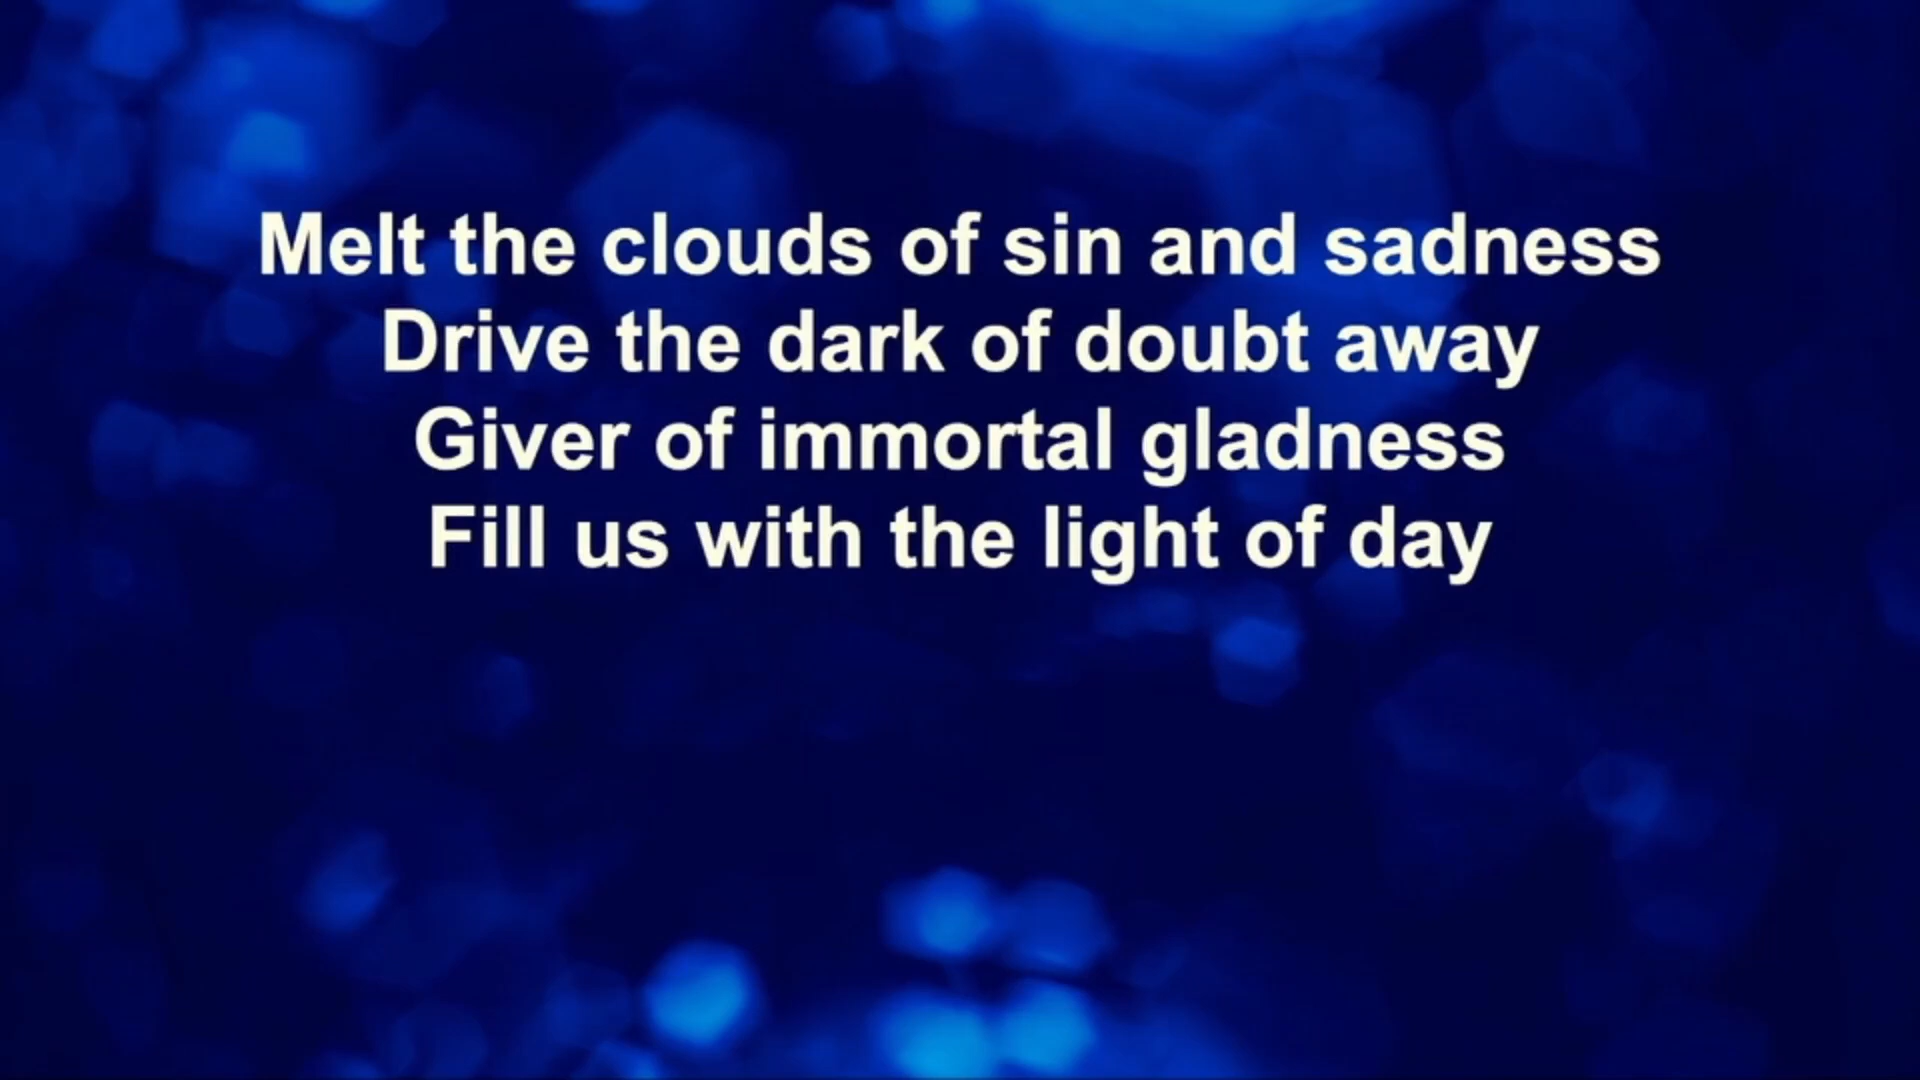 Melt the clouds of sin and sadness
Drive the dark of doubt away
Giver of immortal gladness
Fill us with the light of day